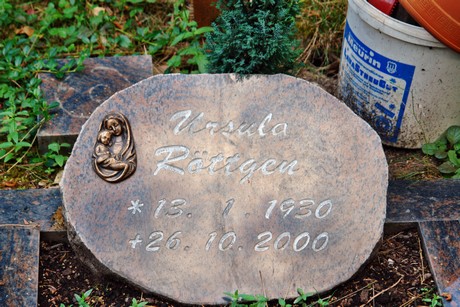 Ursula
Röttgen
* 13. 1. 1930
+ 26. 10. 2000